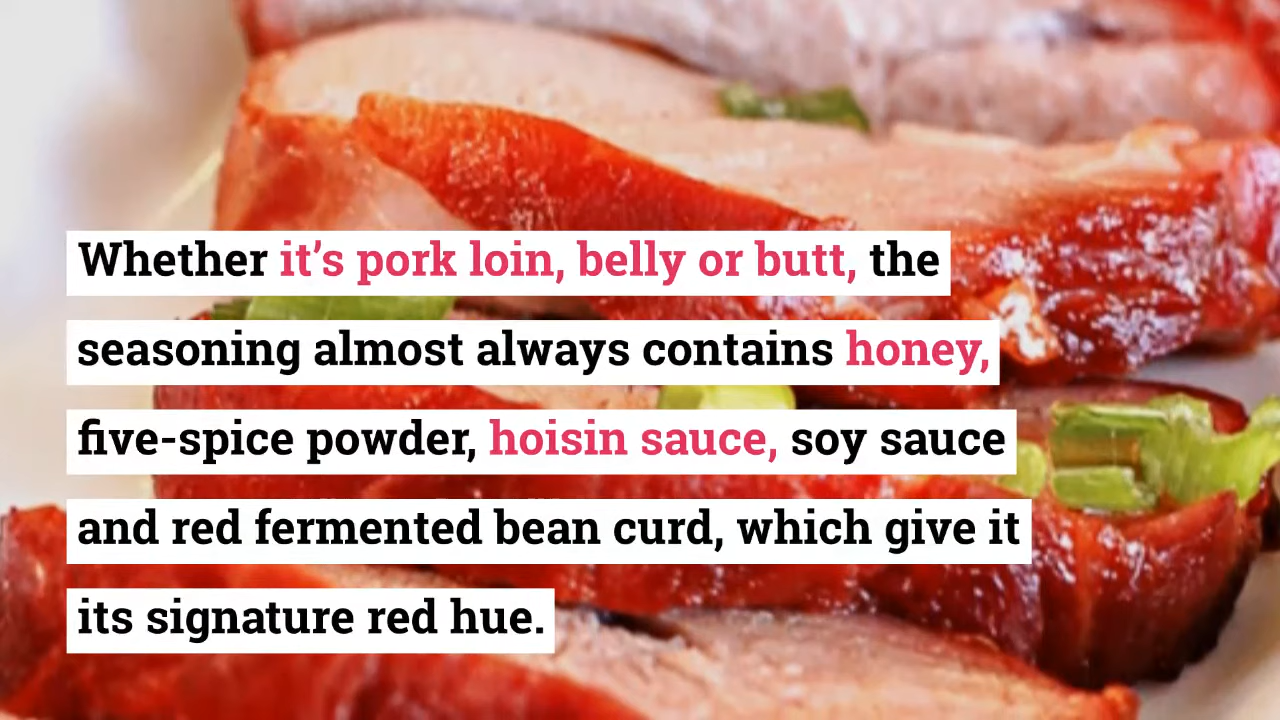 Whether it’s pork loin, belly or butt, the
seasoning almost always contains honey,
five-spice powder, hoisin sauce, soy sauce
and red fermented bean curd, which give it
its signature red hue.